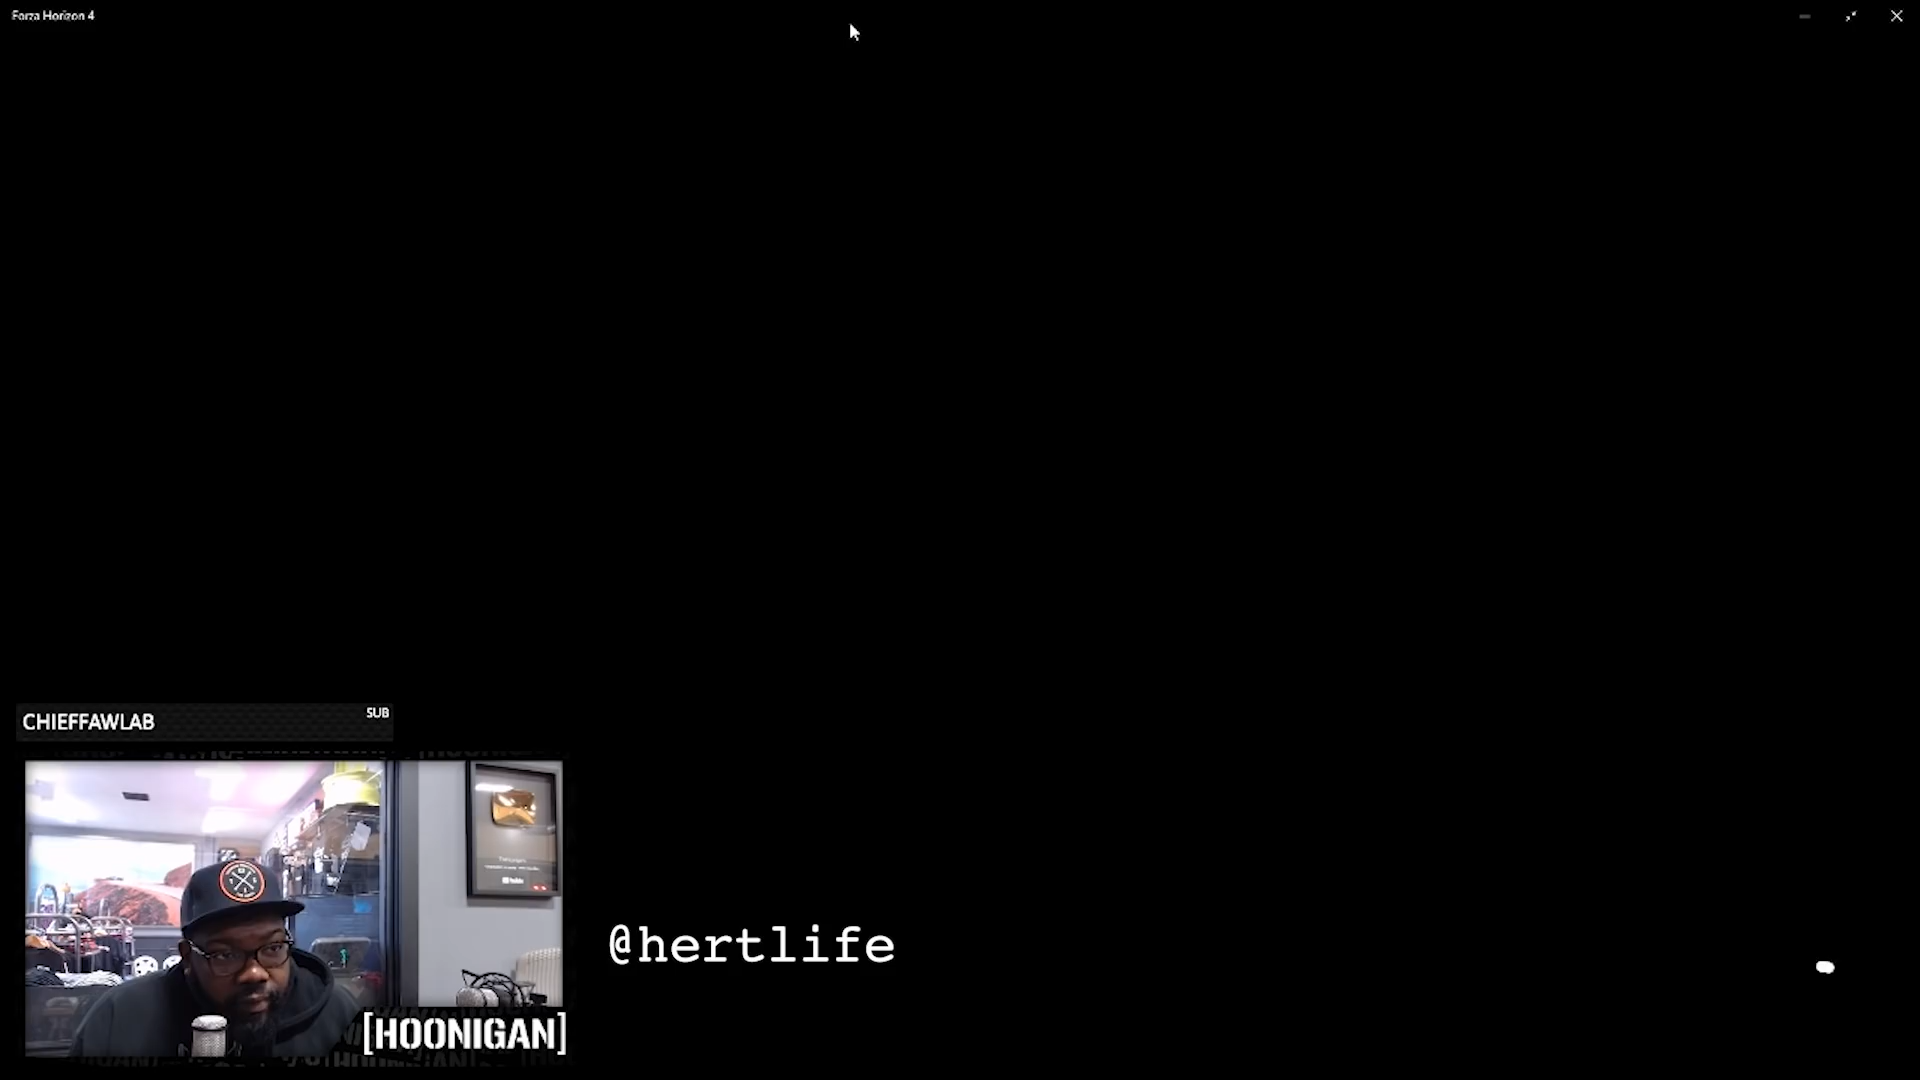 Forza Horizon 4
CHIEFFAWLAB
SUB
@hertlife
[HOONIGAN]